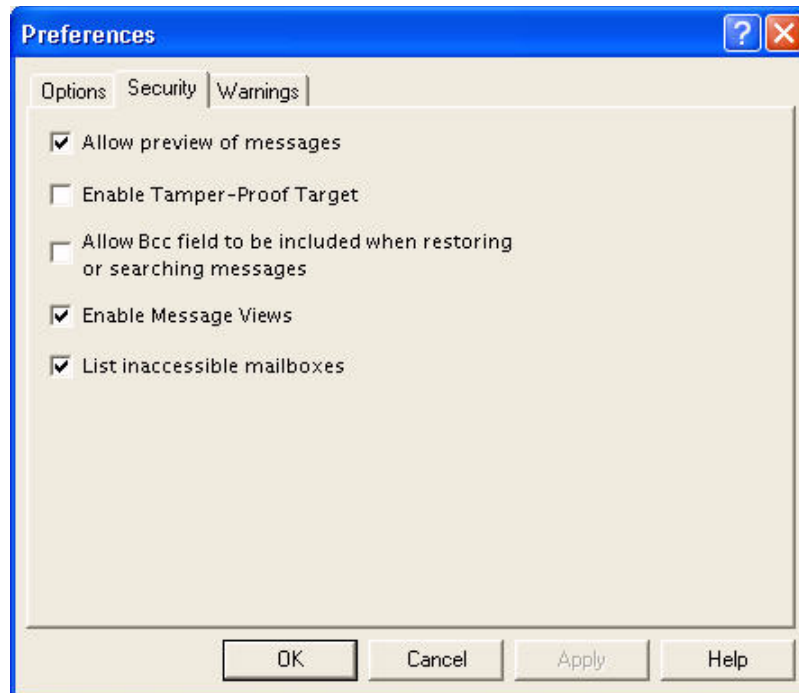 Preferences
Options Security Warnings
Allow preview of messages
Enable Tamper-Proof Target
Allow Bcc field to be included when restoring
or searching messages
Enable Message Views
List inaccessible mailboxes
OK Cancel Apply Help